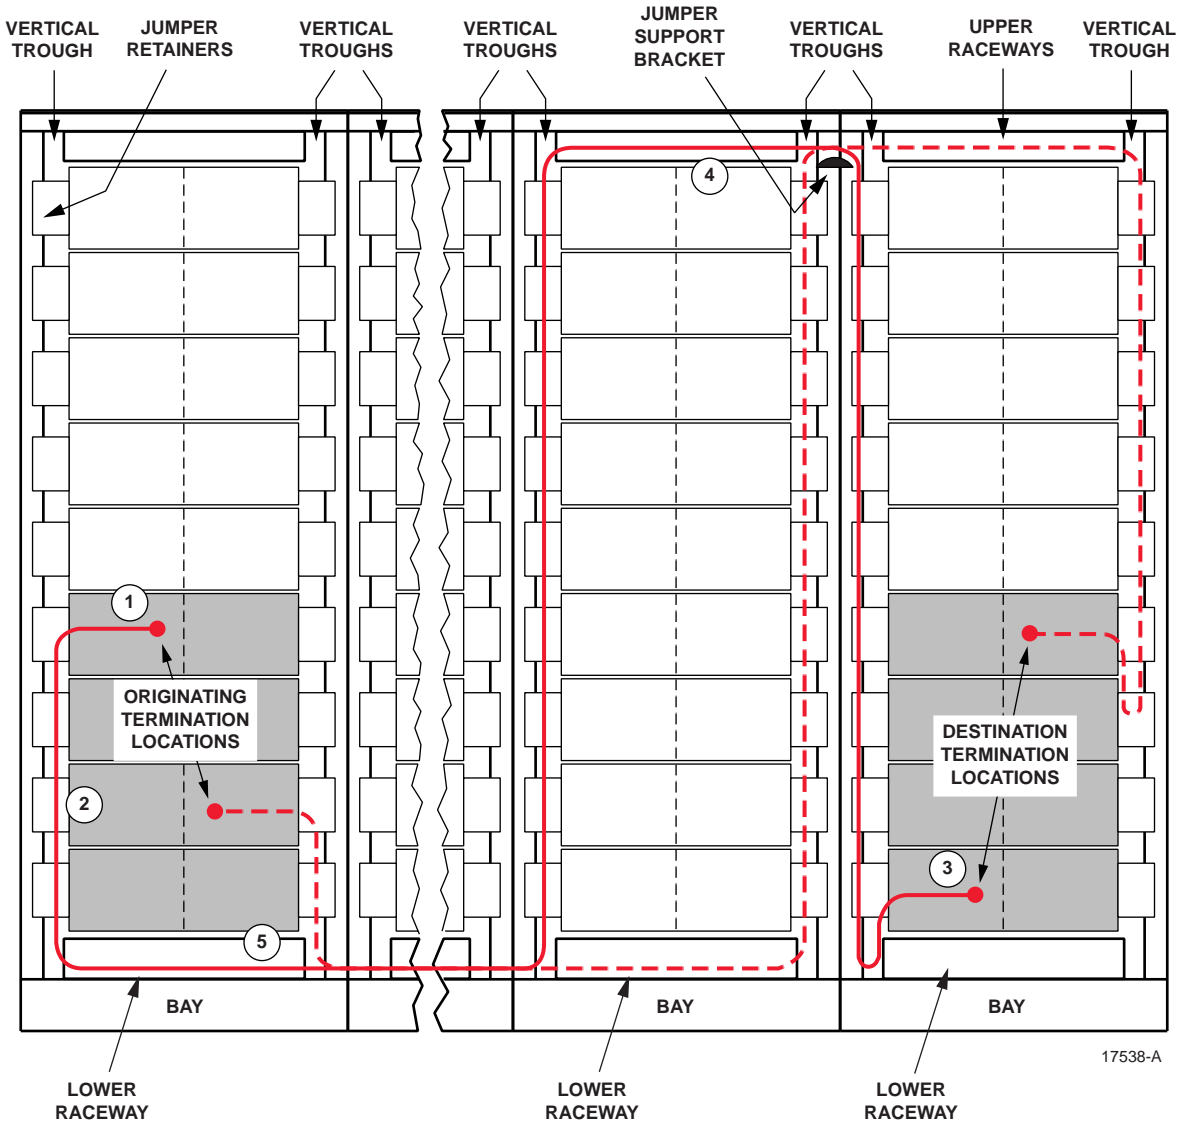 VERTICAL
TROUGH
JUMPER
RETAINERS
VERTICAL
TROUGHS
VERTICAL
TROUGHS
JUMPER
SUPPORT
BRACKET
VERTICAL
TROUGHS
UPPER
RACEWAYS
VERTICAL
TROUGH
4
1
ORIGINATING
TERMINATION
LOCATIONS
DESTINATION
TERMINATION
LOCATIONS
2
3
5
BAY
BAY
BAY
17538-A
LOWER
RACEWAY
LOWER
RACEWAY
LOWER
RACEWAY